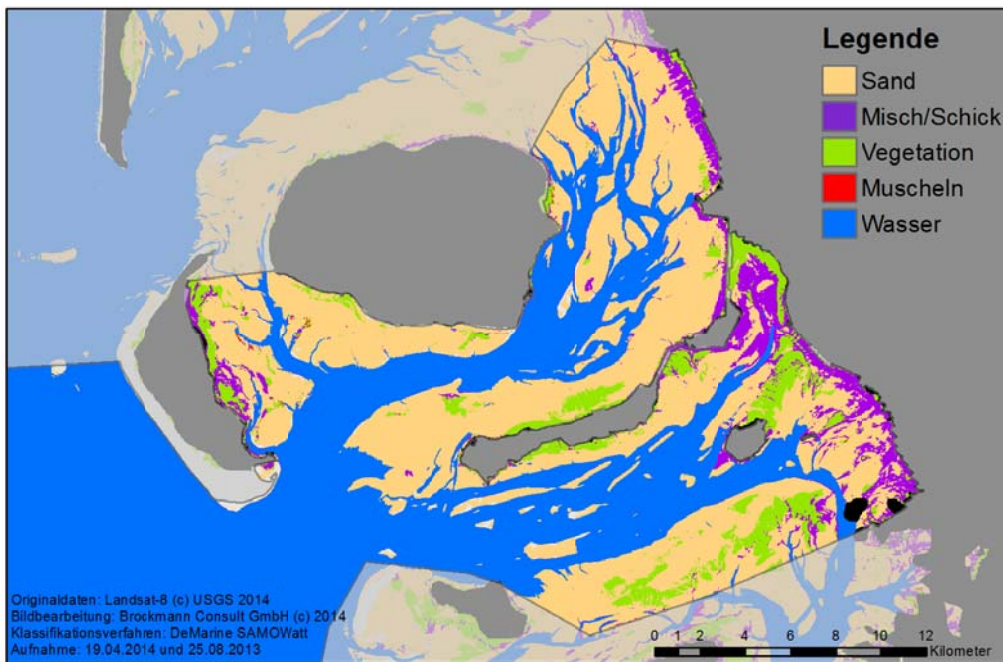 Legende
Sand
Misch/Schick
Vegetation
Muscheln
Wasser
Originaldaten: Landsat-8 (c) USGS 2014
Bildbearbeitung: Brockmann Consult GmbH (c) 2014
Klassifikationsverfahren: DeMarine SAMOWatt
Aufnahme: 19.04.2014 und 25.08.2013
0 1 2 4 6 8 10 12
Kilometer